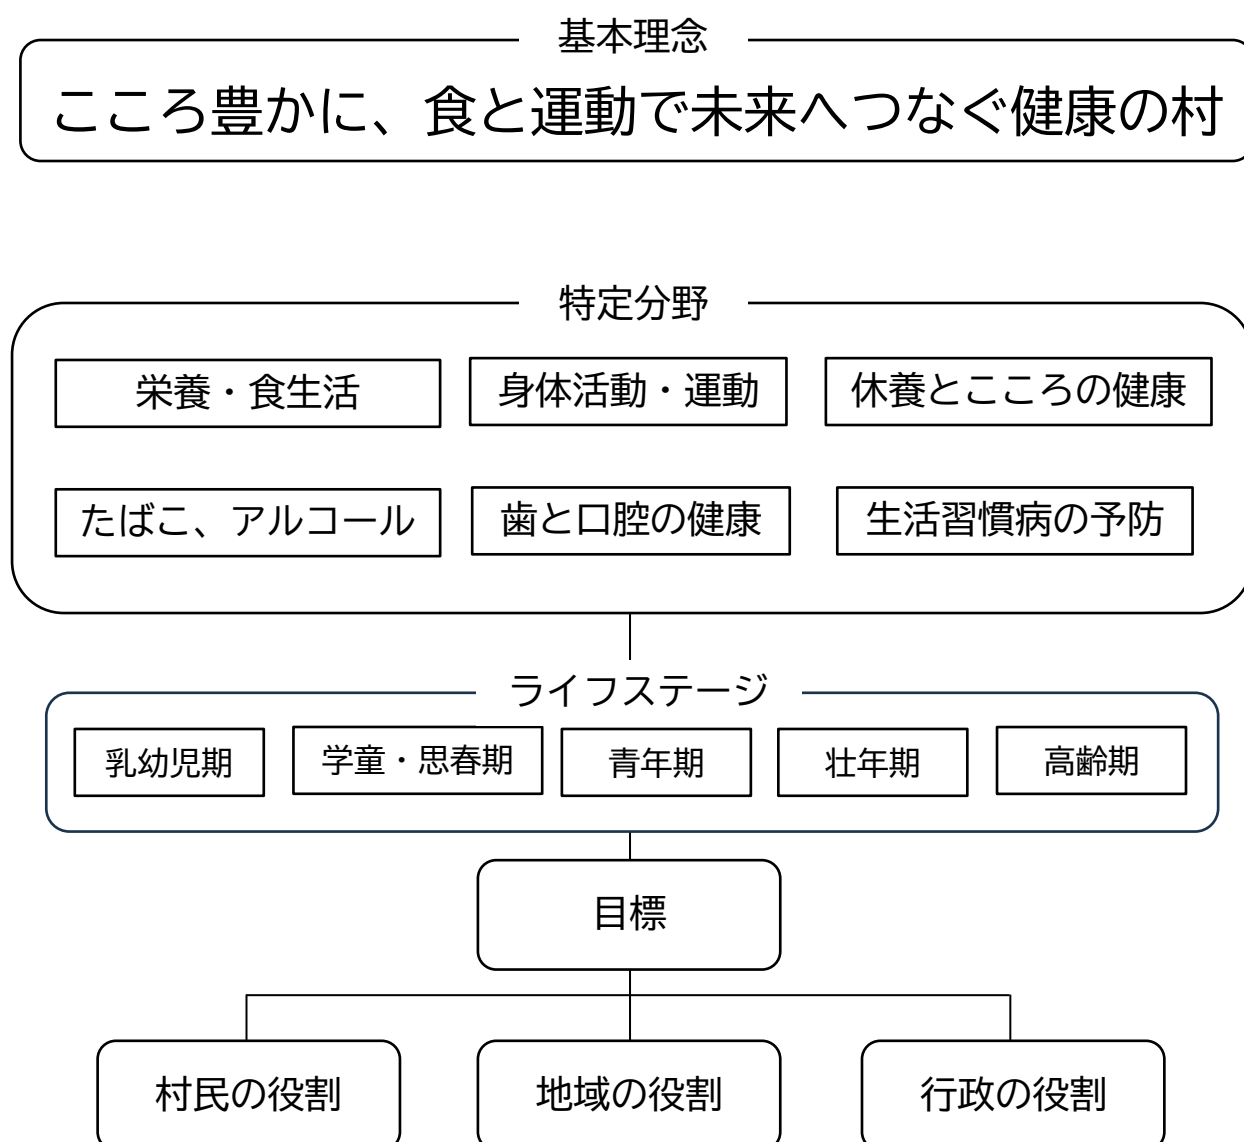 基本理念
こころ豊かに、食と運動で未来へつなぐ健康の村
特定分野
栄養・食生活
身体活動・運動
休養とこころの健康
たばこ、アルコール
歯と口腔の健康
生活習慣病の予防
ライフステージ
乳幼児期
学童・思春期
青年期
壮年期
高齢期
目標
村民の役割
地域の役割
行政の役割